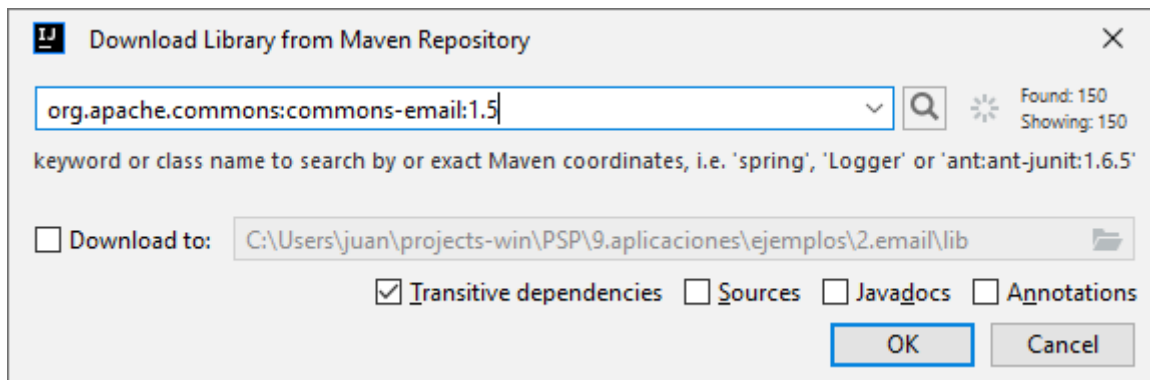 IJ
Download Library from Maven Repository
org.apache.commons:commons-email:1.5
Found: 150
Showing: 150
keyword or class name to search by or exact Maven coordinates, i.e. 'spring', 'Logger' or 'ant:ant-junit:1.6.5'
Download to:
C:\Users\juan\projects-win\PSP\9.aplicaciones\ejemplos\2.email\lib
Transitive dependencies Sources Javadocs Annotations
OK Cancel